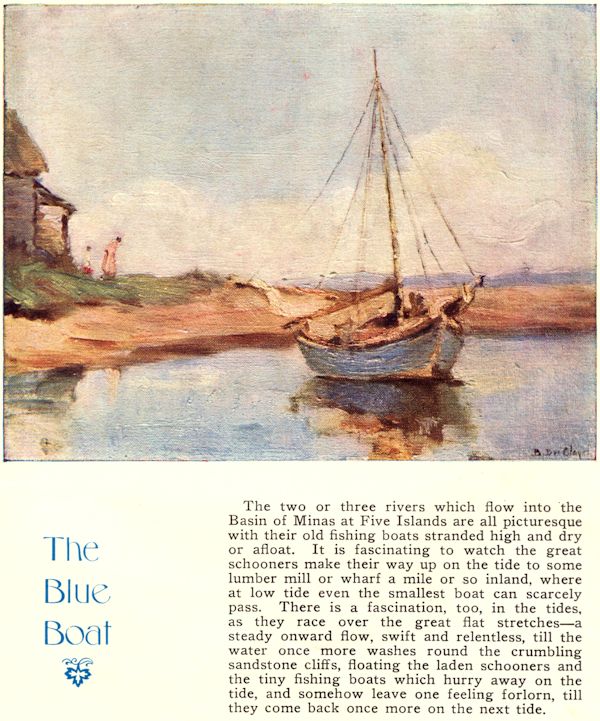 The
Blue
Boat
The two or three rivers which flow into the
Basin of Minas at Five Islands are all picturesque
with their old fishing boats stranded high and dry
or afloat. It is fascinating to watch the great
schooners make their way up on the tide to some
lumber mill or wharf a mile or so inland, where
at low tide even the smallest boat can scarcely
pass. There is a fascination, too, in the tides,
as they race over the great flat stretches—a
steady onward flow, swift and relentless, till the
water once more washes round the crumbling
sandstone cliffs, floating the laden schooners and
the tiny fishing boats which hurry away on the
tide, and somehow leave one feeling forlorn, till
they come back once more on the next tide.